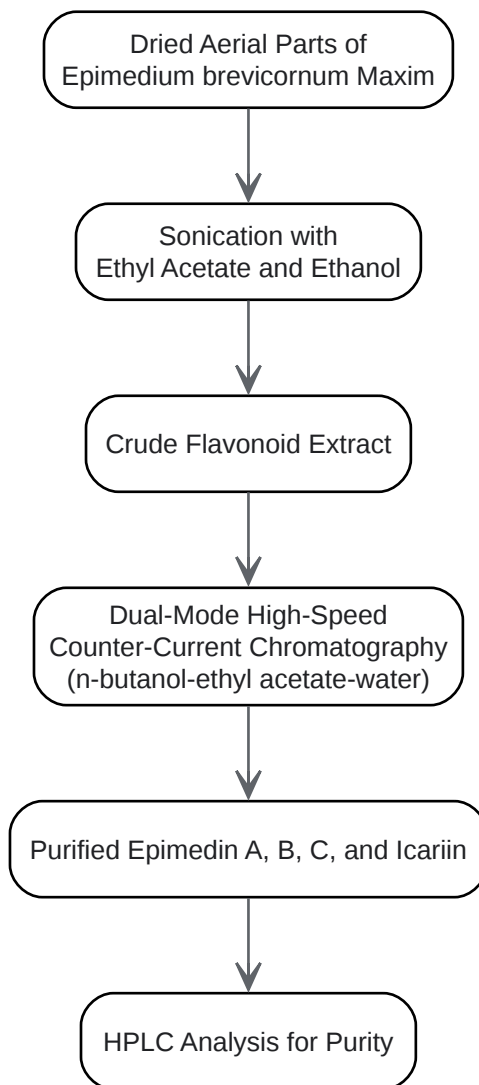 Dried Aerial Parts of
Epimedium brevicornum Maxim
Sonication with
Ethyl Acetate and Ethanol
Crude Flavonoid Extract
Dual-Mode High-Speed
Counter-Current Chromatography
(n-butanol-ethyl acetate-water)
Purified Epimedin A, B, C, and Icariin
HPLC Analysis for Purity